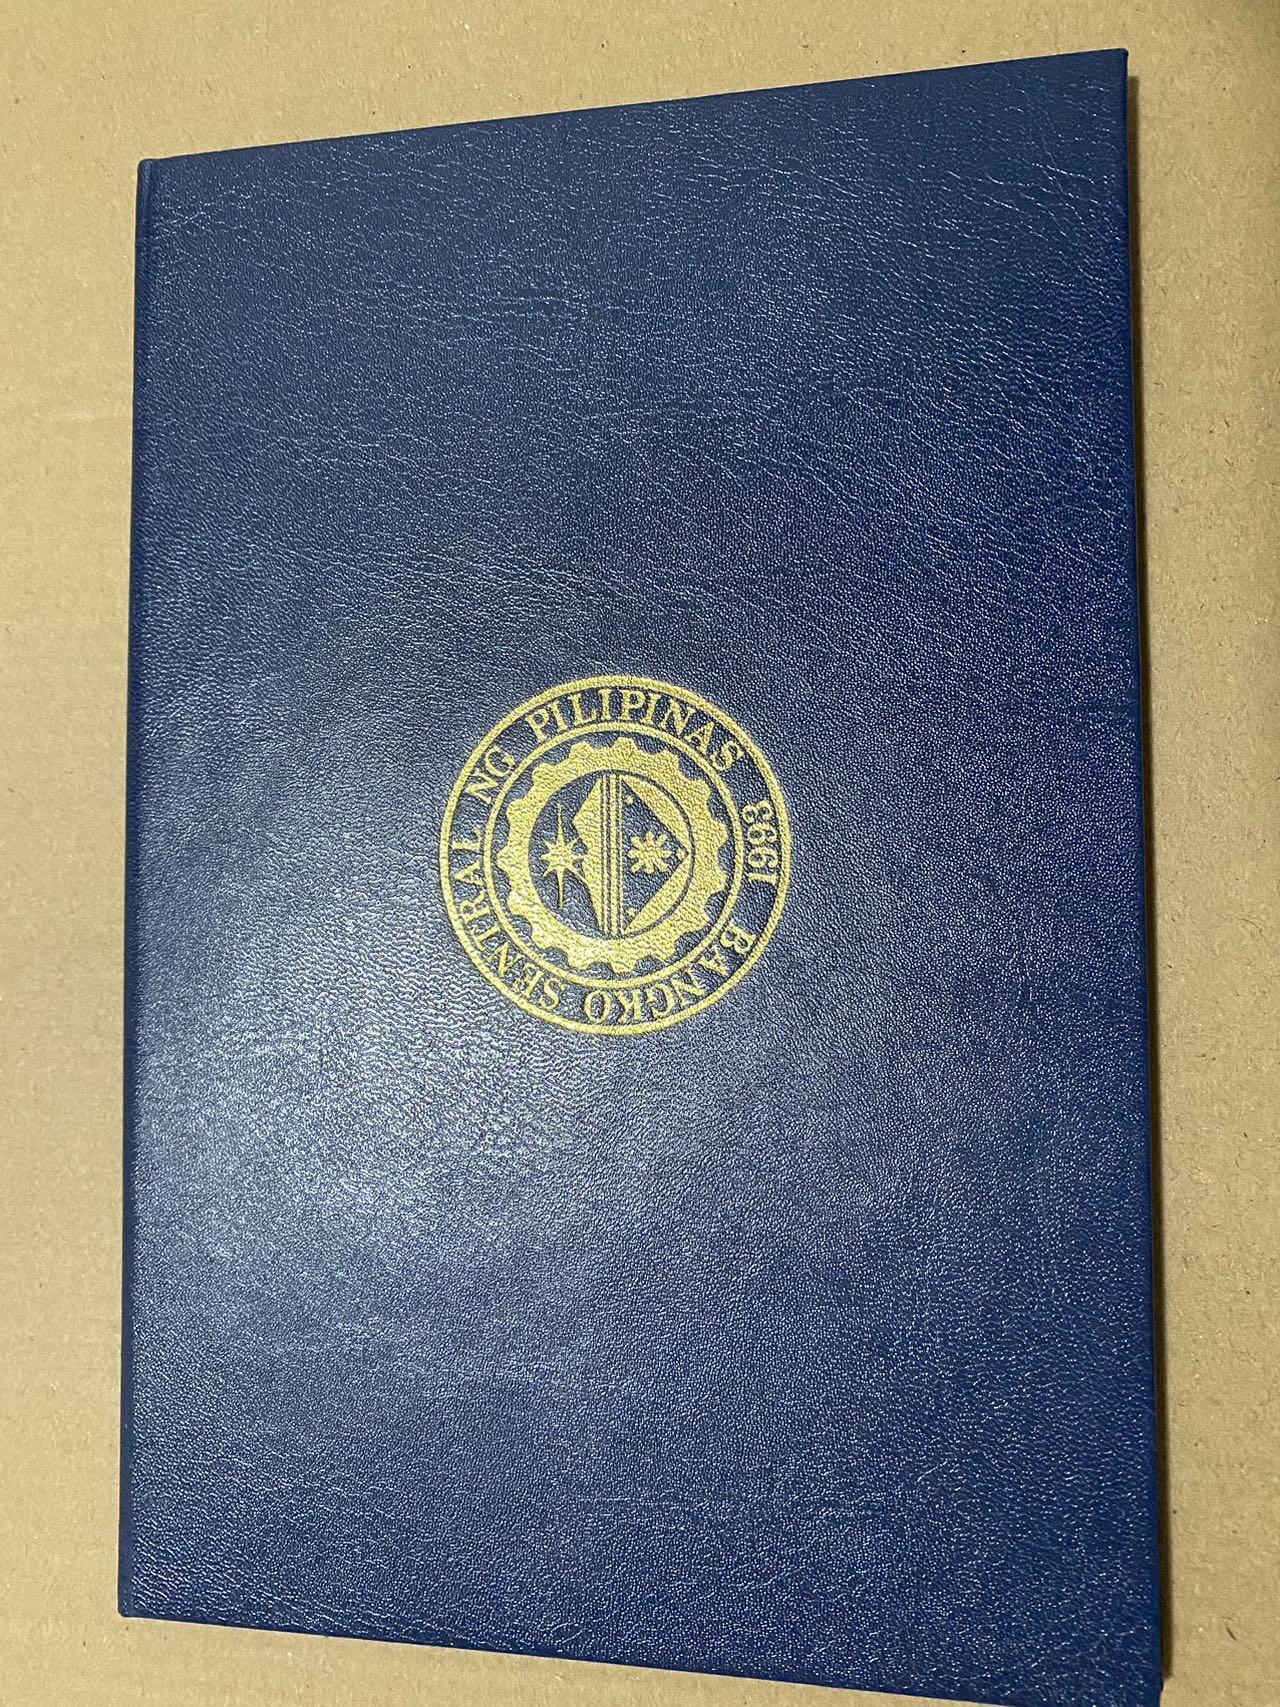 BANGKO SENTRAL NG PILIPINAS
1993